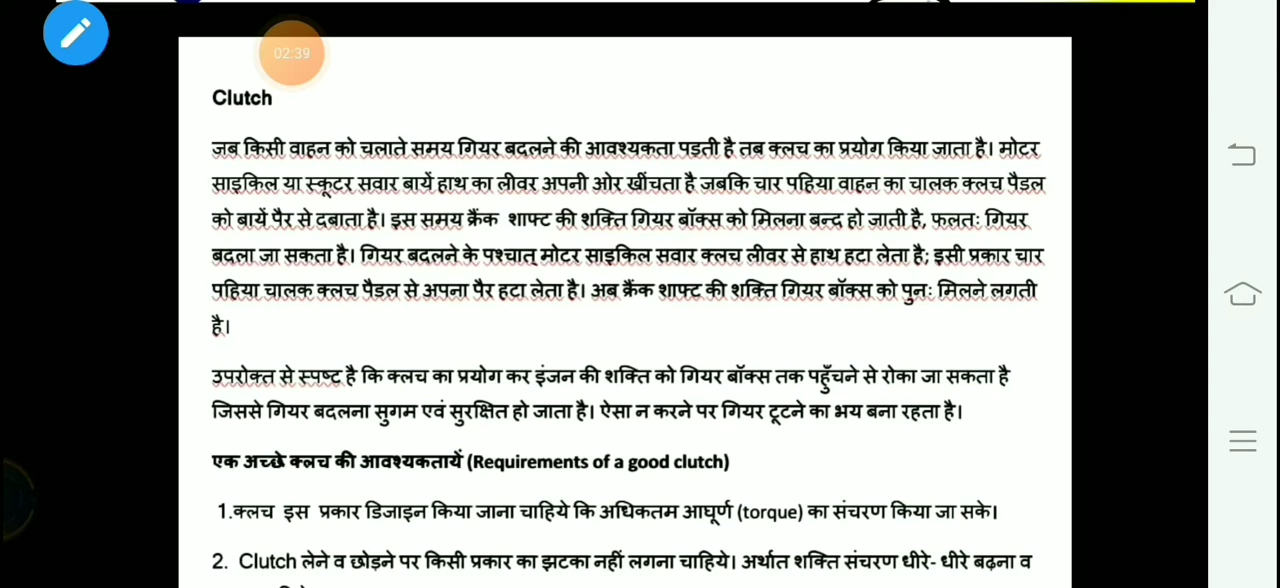 02:39
Clutch
जब किसी वाहन को चलाते समय गियर बदलने की आवश्यकता पड़ती है तब क्लच का प्रयोग किया जाता है। मोटर
साइकिल या स्कूटर सवार बायें हाथ का लीवर अपनी ओर खींचता है जबकि चार पहिया वाहन का चालक क्लच पैडल
को बायें पैर से दबाता है। इस समय क्रैंक शाफ्ट की शक्ति गियर बॉक्स को मिलना बन्द हो जाती है, फलतः गियर
बदला जा सकता है। गियर बदलने के पश्चात् मोटर साइकिल सवार क्लच लीवर से हाथ हटा लेता है; इसी प्रकार चार
पहिया चालक क्लच पैडल से अपना पैर हटा लेता है। अब क्रैंक शाफ्ट की शक्ति गियर बॉक्स को पुनः मिलने लगती
है।
उपरोक्त से स्पष्ट है कि क्लच का प्रयोग कर इंजन की शक्ति को गियर बॉक्स तक पहुँचने से रोका जा सकता है
जिससे गियर बदलना सुगम एवं सुरक्षित हो जाता है। ऐसा न करने पर गियर टूटने का भय बना रहता है।
एक अच्छे क्लच की आवश्यकतायें (Requirements of a good clutch)
1.क्लच इस प्रकार डिजाइन किया जाना चाहिये कि अधिकतम आघूर्ण (torque) का संचरण किया जा सके।
2. Clutch लेने व छोड़ने पर किसी प्रकार का झटका नहीं लगना चाहिये। अर्थात शक्ति संचरण धीरे- धीरे बढ़ना व